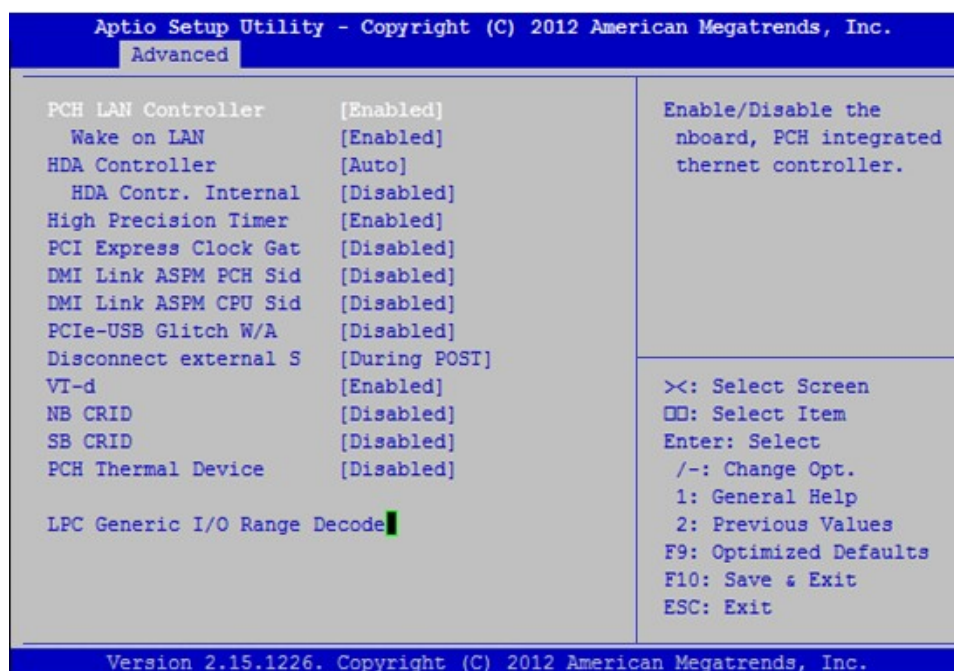 Aptio Setup Utility - Copyright (C) 2012 American Megatrends, Inc.
Advanced
PCH LAN Controller [Enabled]
Wake on LAN [Enabled]
HDA Controller [Auto]
HDA Contr. Internal [Disabled]
High Precision Timer [Enabled]
PCI Express Clock Gat [Disabled]
DMI Link ASPM PCH Sid [Disabled]
DMI Link ASPM CPU Sid [Disabled]
PCIe-USB Glitch W/A [Disabled]
Disconnect external S [During POST]
VT-d [Enabled]
NB CRID [Disabled]
SB CRID [Disabled]
PCH Thermal Device [Disabled]
LPC Generic I/O Range Decode
Enable/Disable the
nboard, PCH integrated
thernet controller.
><: Select Screen
□□: Select Item
Enter: Select
/-: Change Opt.
1: General Help
2: Previous Values
F9: Optimized Defaults
F10: Save & Exit
ESC: Exit
Version 2.15.1226. Copyright (C) 2012 American Megatrends, Inc.